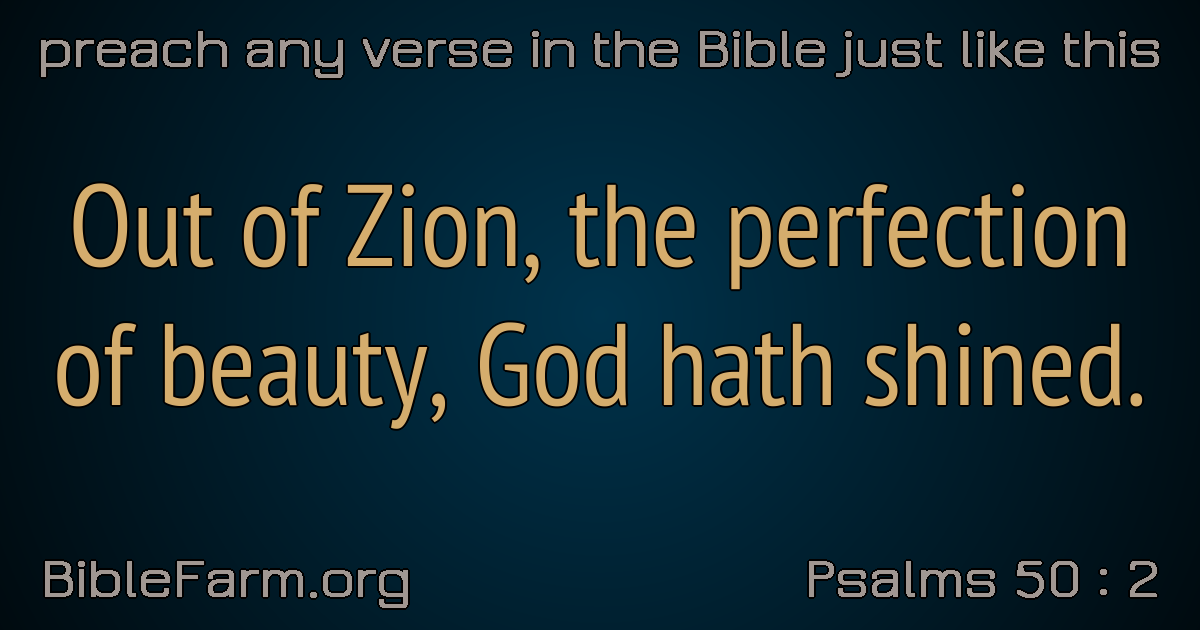 preach any verse in the Bible just like this
Out of Zion, the perfection
of beauty, God hath shined.
BibleFarm.org
Psalms 50 : 2